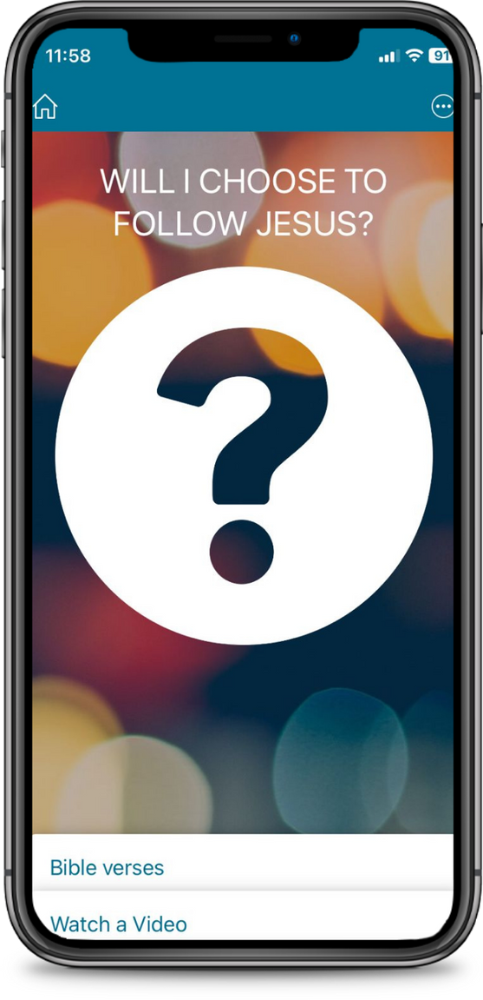 11:58
91
WILL I CHOOSE TO
FOLLOW JESUS?
?
Bible verses
Watch a Video